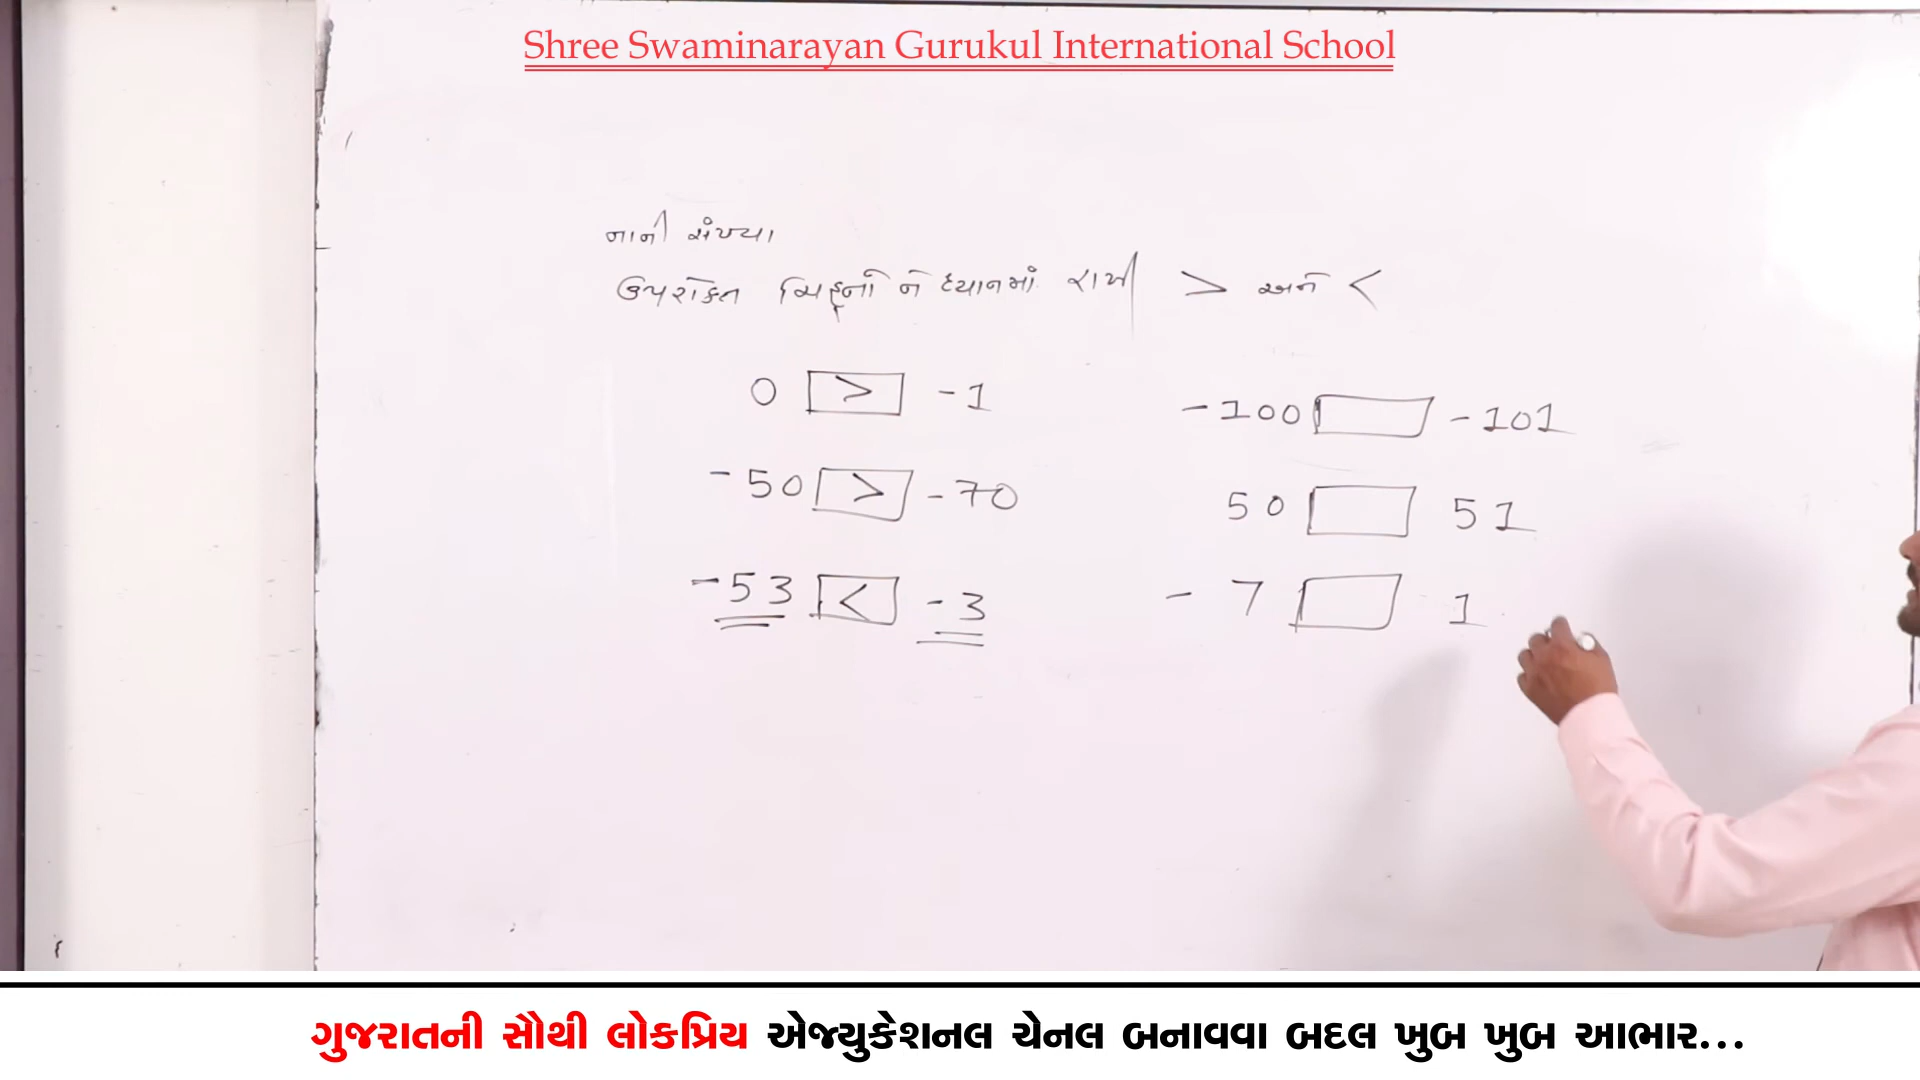 Shree Swaminarayan Gurukul International School
નાની સંખ્યા
ઉપરોક્ત ચિહ્નનો ને ધ્યાનમાં રાખી > અને <
0 > -1
-50 > -70
-53 < -3
-100 -101
50 51
-7 1
ગુજરાતની સૌથી લોકપ્રિય એજ્યુકેશનલ ચેનલ બનાવવા બદલ ખુબ ખુબ આભાર...